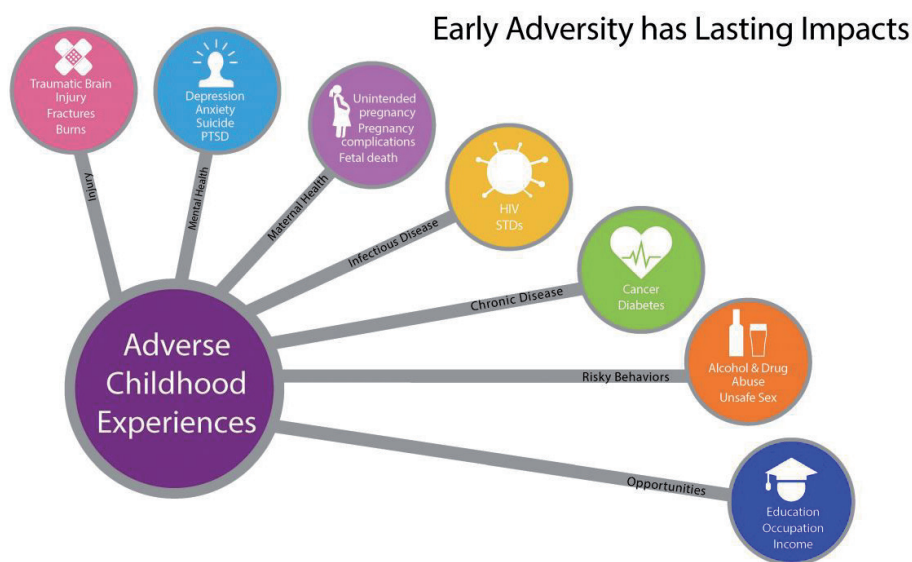 Early Adversity has Lasting Impacts
Traumatic Brain
Injury
Fractures
Burns
Injury
Depression
Anxiety
Suicide
PTSD
Mental Health
Unintended
pregnancy
Pregnancy
complications
Fetal death
Maternal Health
HIV
STDs
Infectious Disease
Cancer
Diabetes
Chronic Disease
Alcohol & Drug
Abuse
Unsafe Sex
Risky Behaviors
Education
Occupation
Income
Opportunities
Adverse
Childhood
Experiences